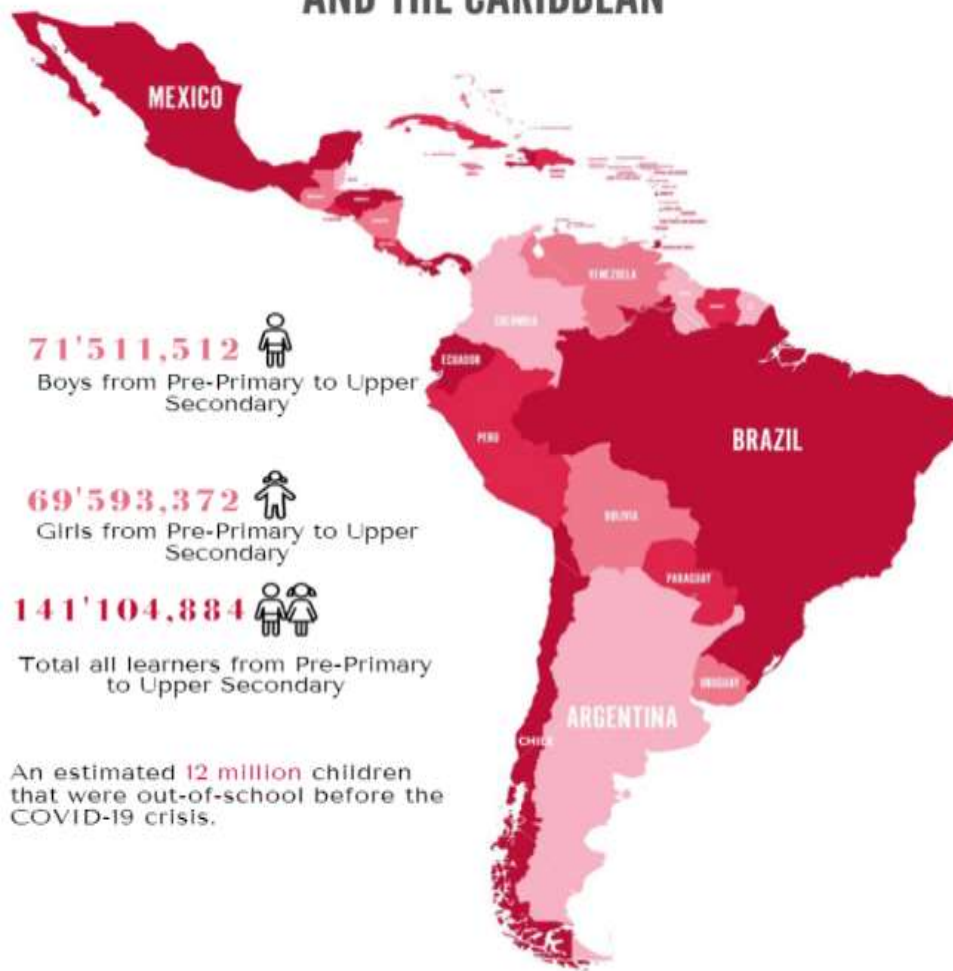 AND THE CARIBBEAN
MEXICO
VENEZUELA
COLOMBIA
ECUADOR
71'511,512
Boys from Pre-Primary to Upper
Secondary
PERU
BRAZIL
69'593,372
Girls from Pre-Primary to Upper
Secondary
BOLIVIA
PARAGUAY
141'104,884
Total all learners from Pre-Primary
to Upper Secondary
URUGUAY
ARGENTINA
CHILE
An estimated 12 million children
that were out-of-school before the
COVID-19 crisis.